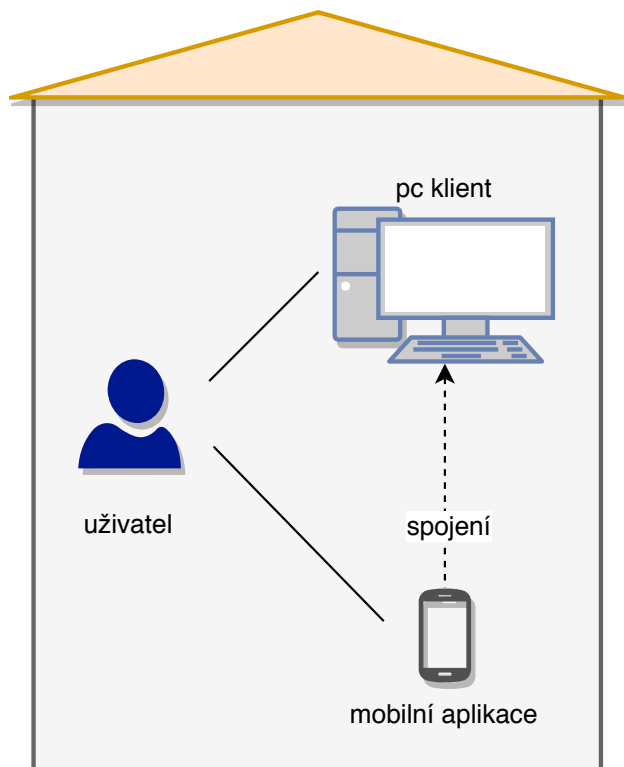 pc klient
uživatel
spojení
mobilní aplikace